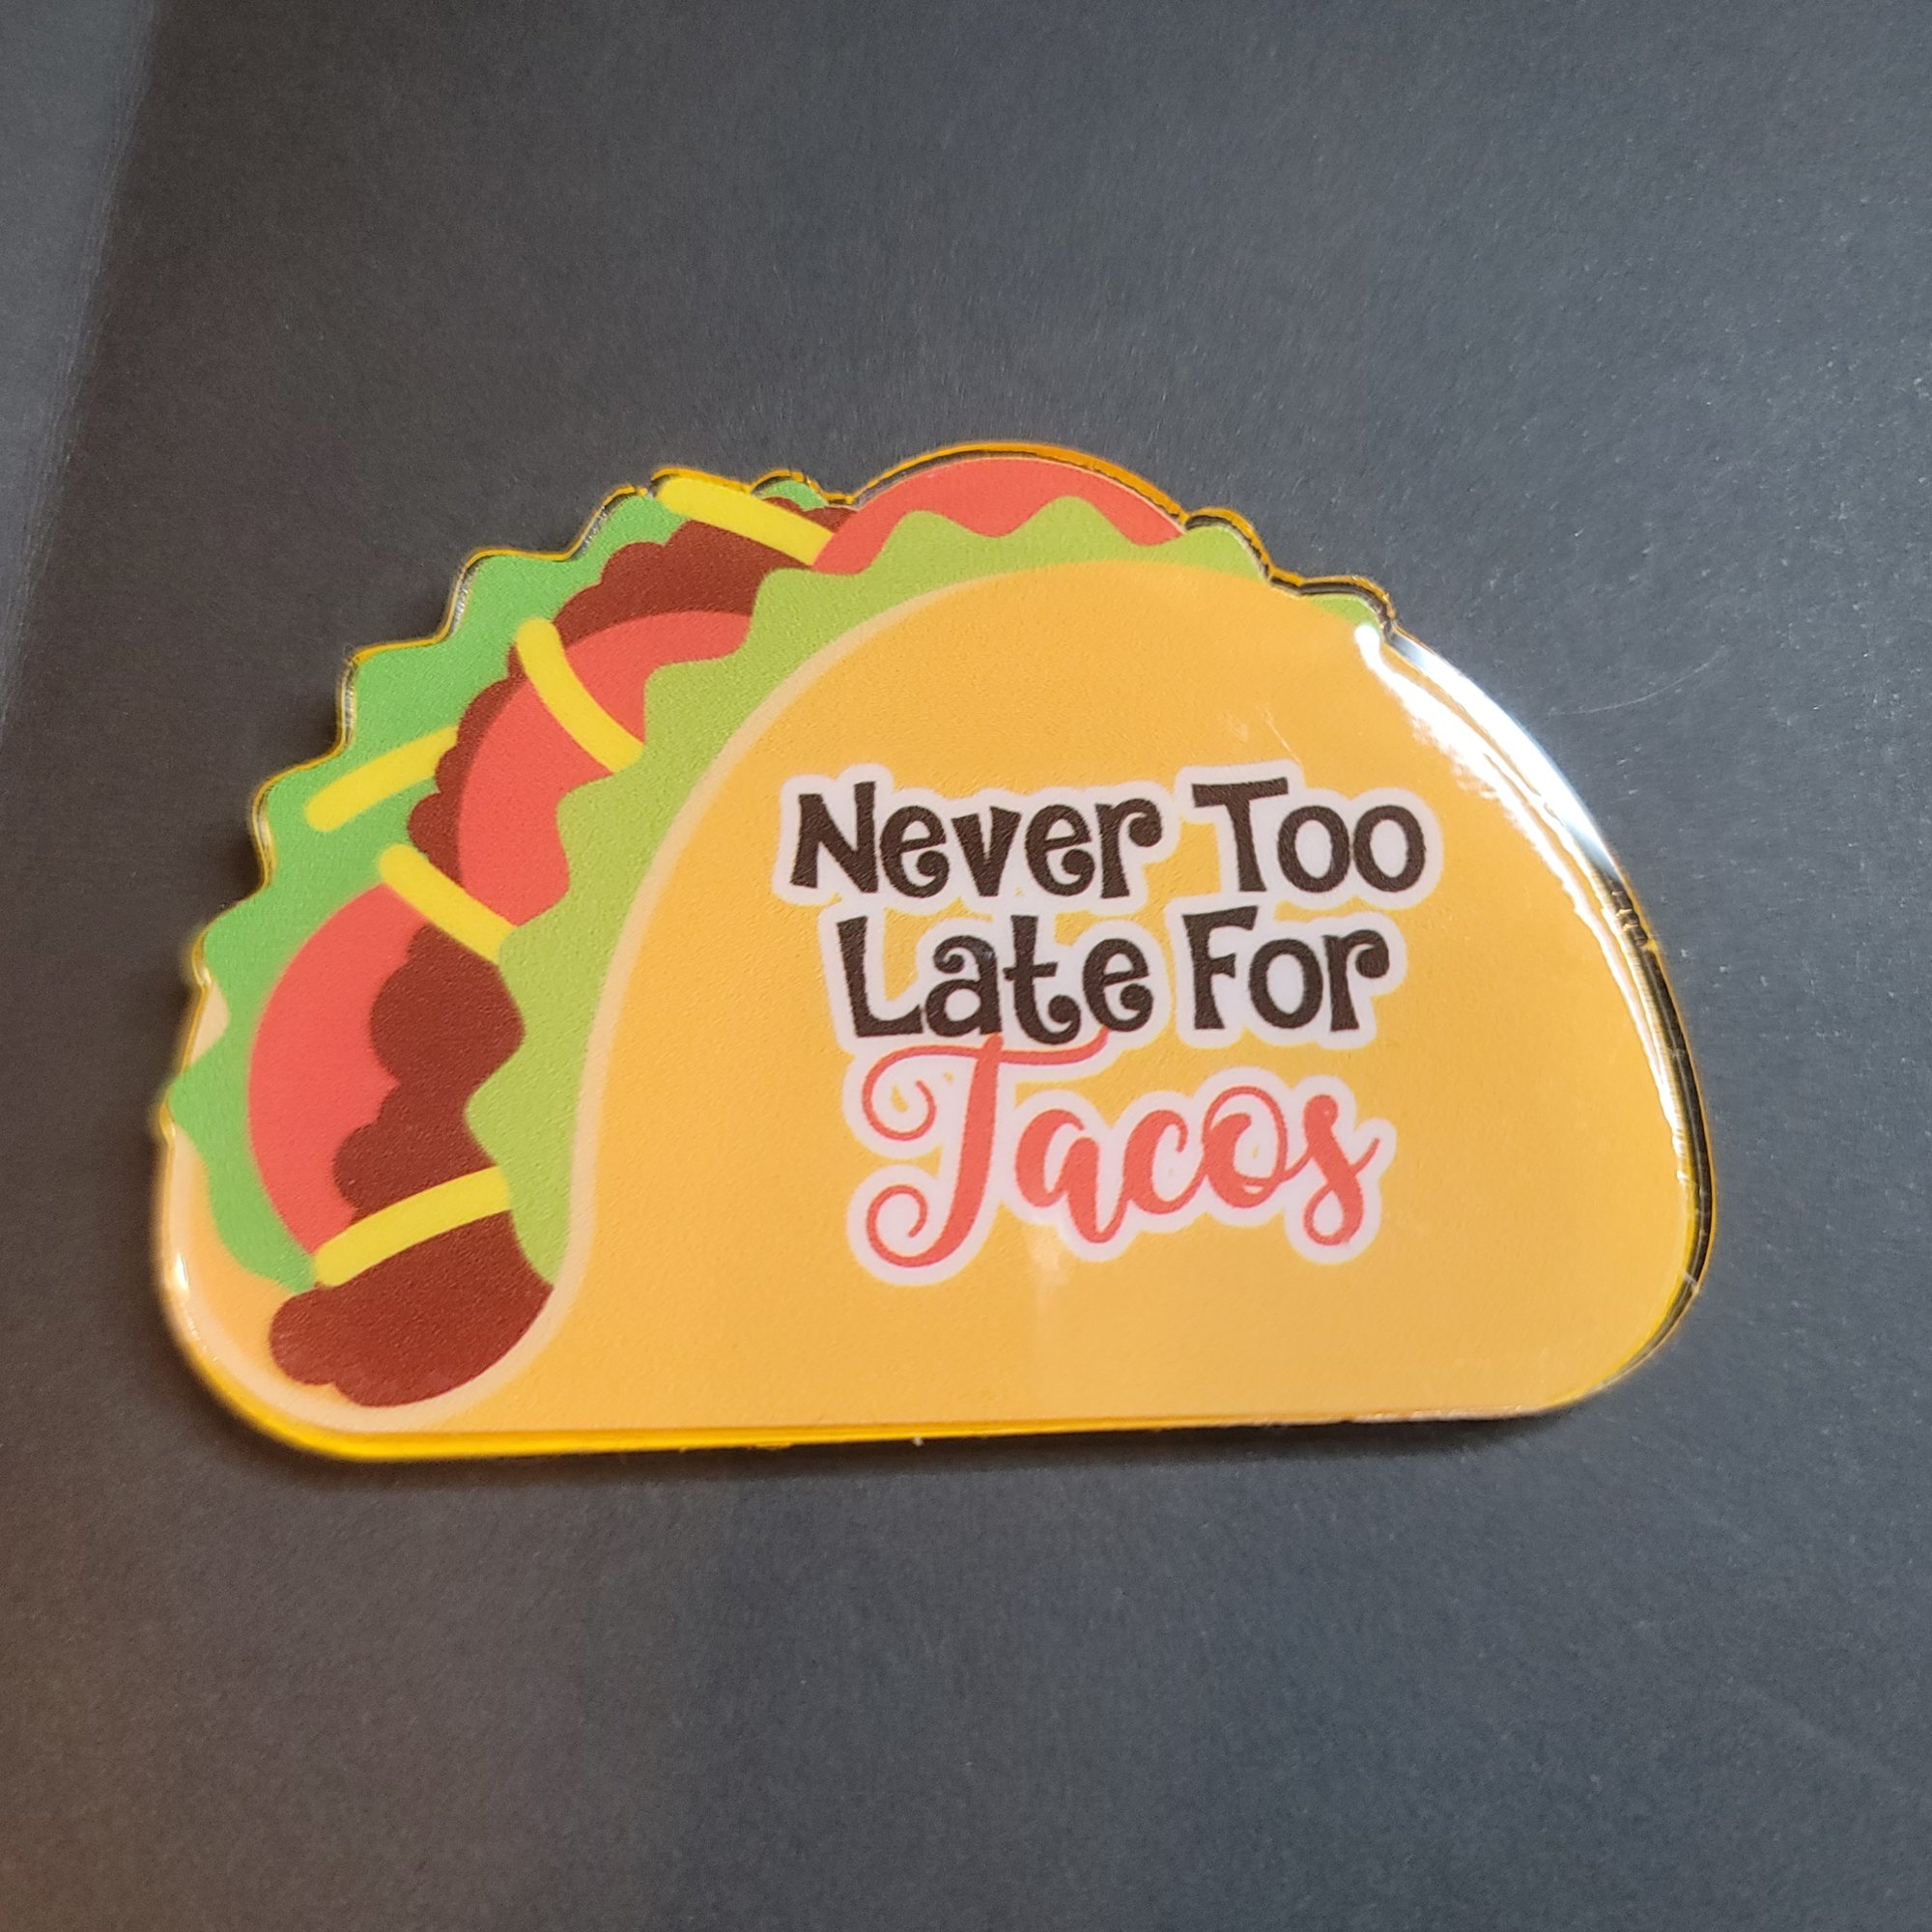 Never Too
Late For
Tacos